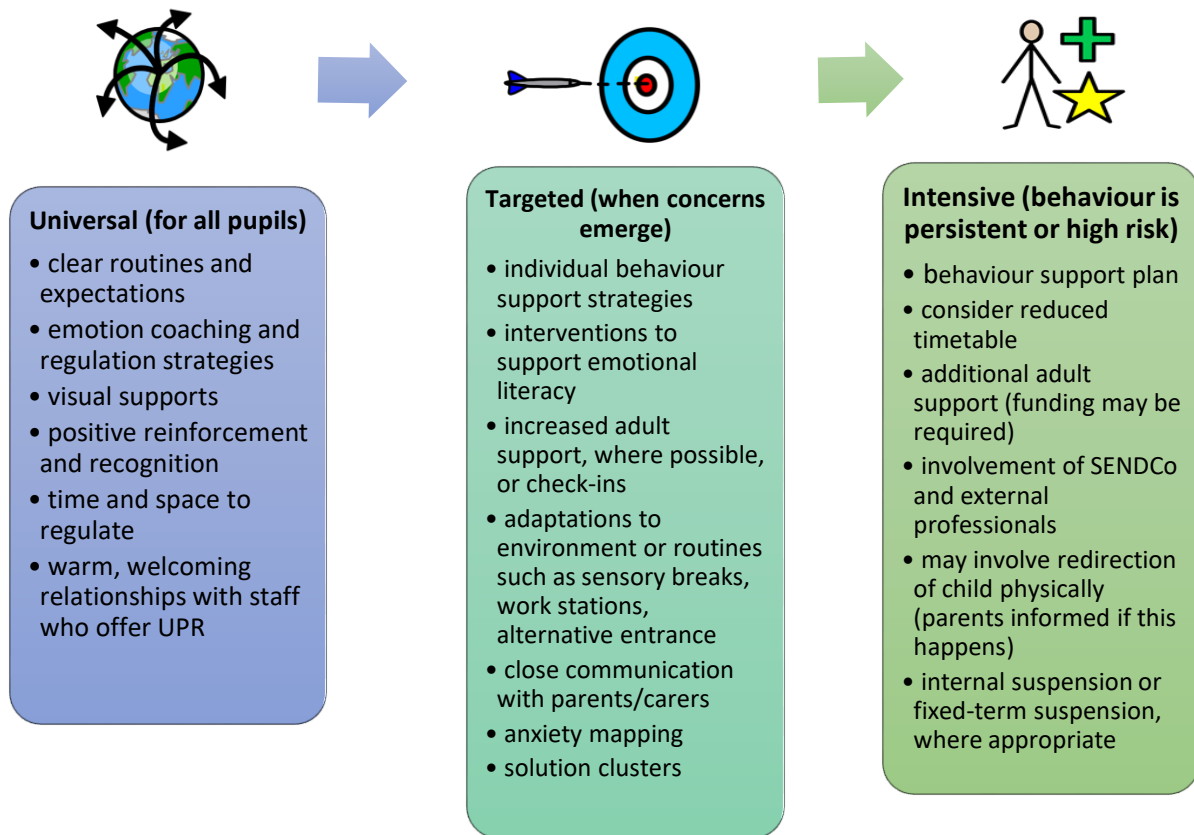 Universal (for all pupils)
• clear routines and
expectations
• emotion coaching and
regulation strategies
• visual supports
• positive reinforcement
and recognition
• time and space to
regulate
• warm, welcoming
relationships with staff
who offer UPR
Targeted (when concerns
emerge)
• individual behaviour
support strategies
• interventions to
support emotional
literacy
• increased adult
support, where possible,
or check-ins
• adaptations to
environment or routines
such as sensory breaks,
work stations,
alternative entrance
• close communication
with parents/carers
• anxiety mapping
• solution clusters
Intensive (behaviour is
persistent or high risk)
• behaviour support plan
• consider reduced
timetable
• additional adult
support (funding may be
required)
• involvement of SENDCo
and external
professionals
• may involve redirection
of child physically
(parents informed if this
happens)
• internal suspension or
fixed-term suspension,
where appropriate